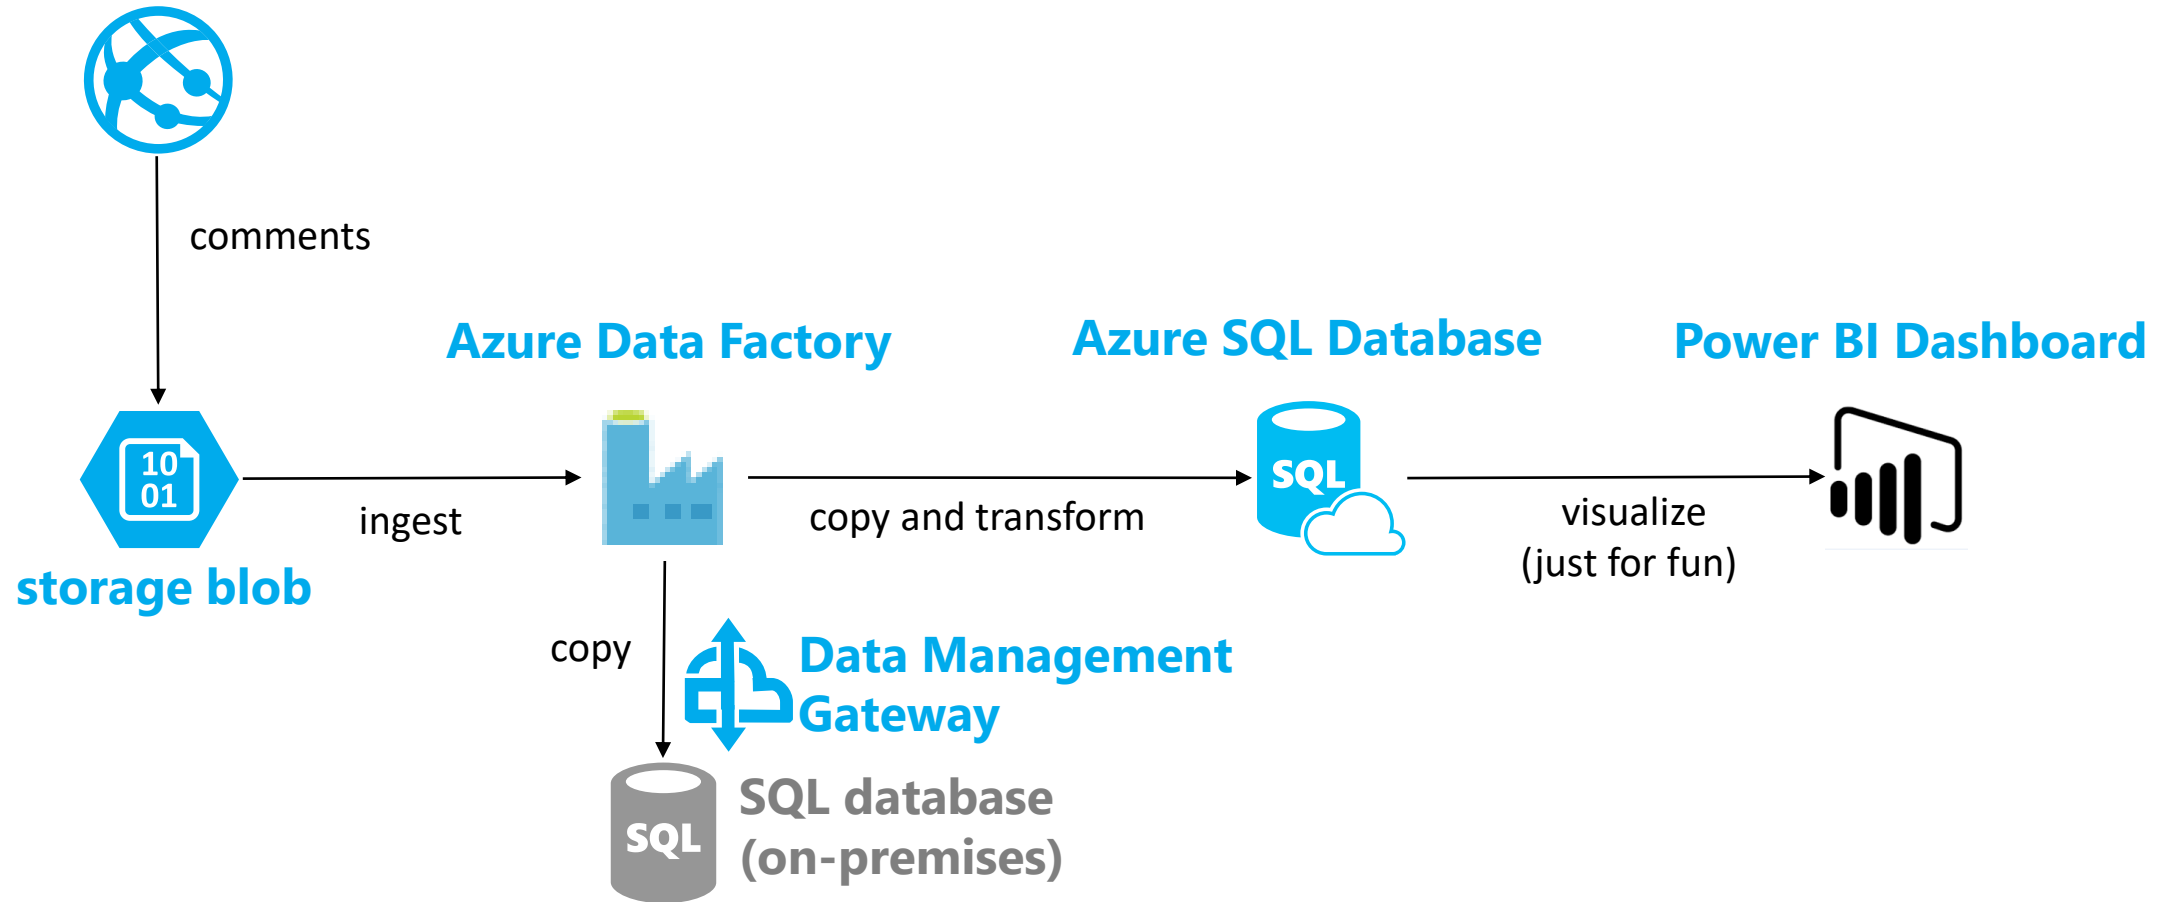 comments
Azure Data Factory
Azure SQL Database
Power BI Dashboard
10
01
SQL
ingest
copy and transform
visualize
(just for fun)
storage blob
copy
Data Management
Gateway
SQL
SQL database
(on-premises)